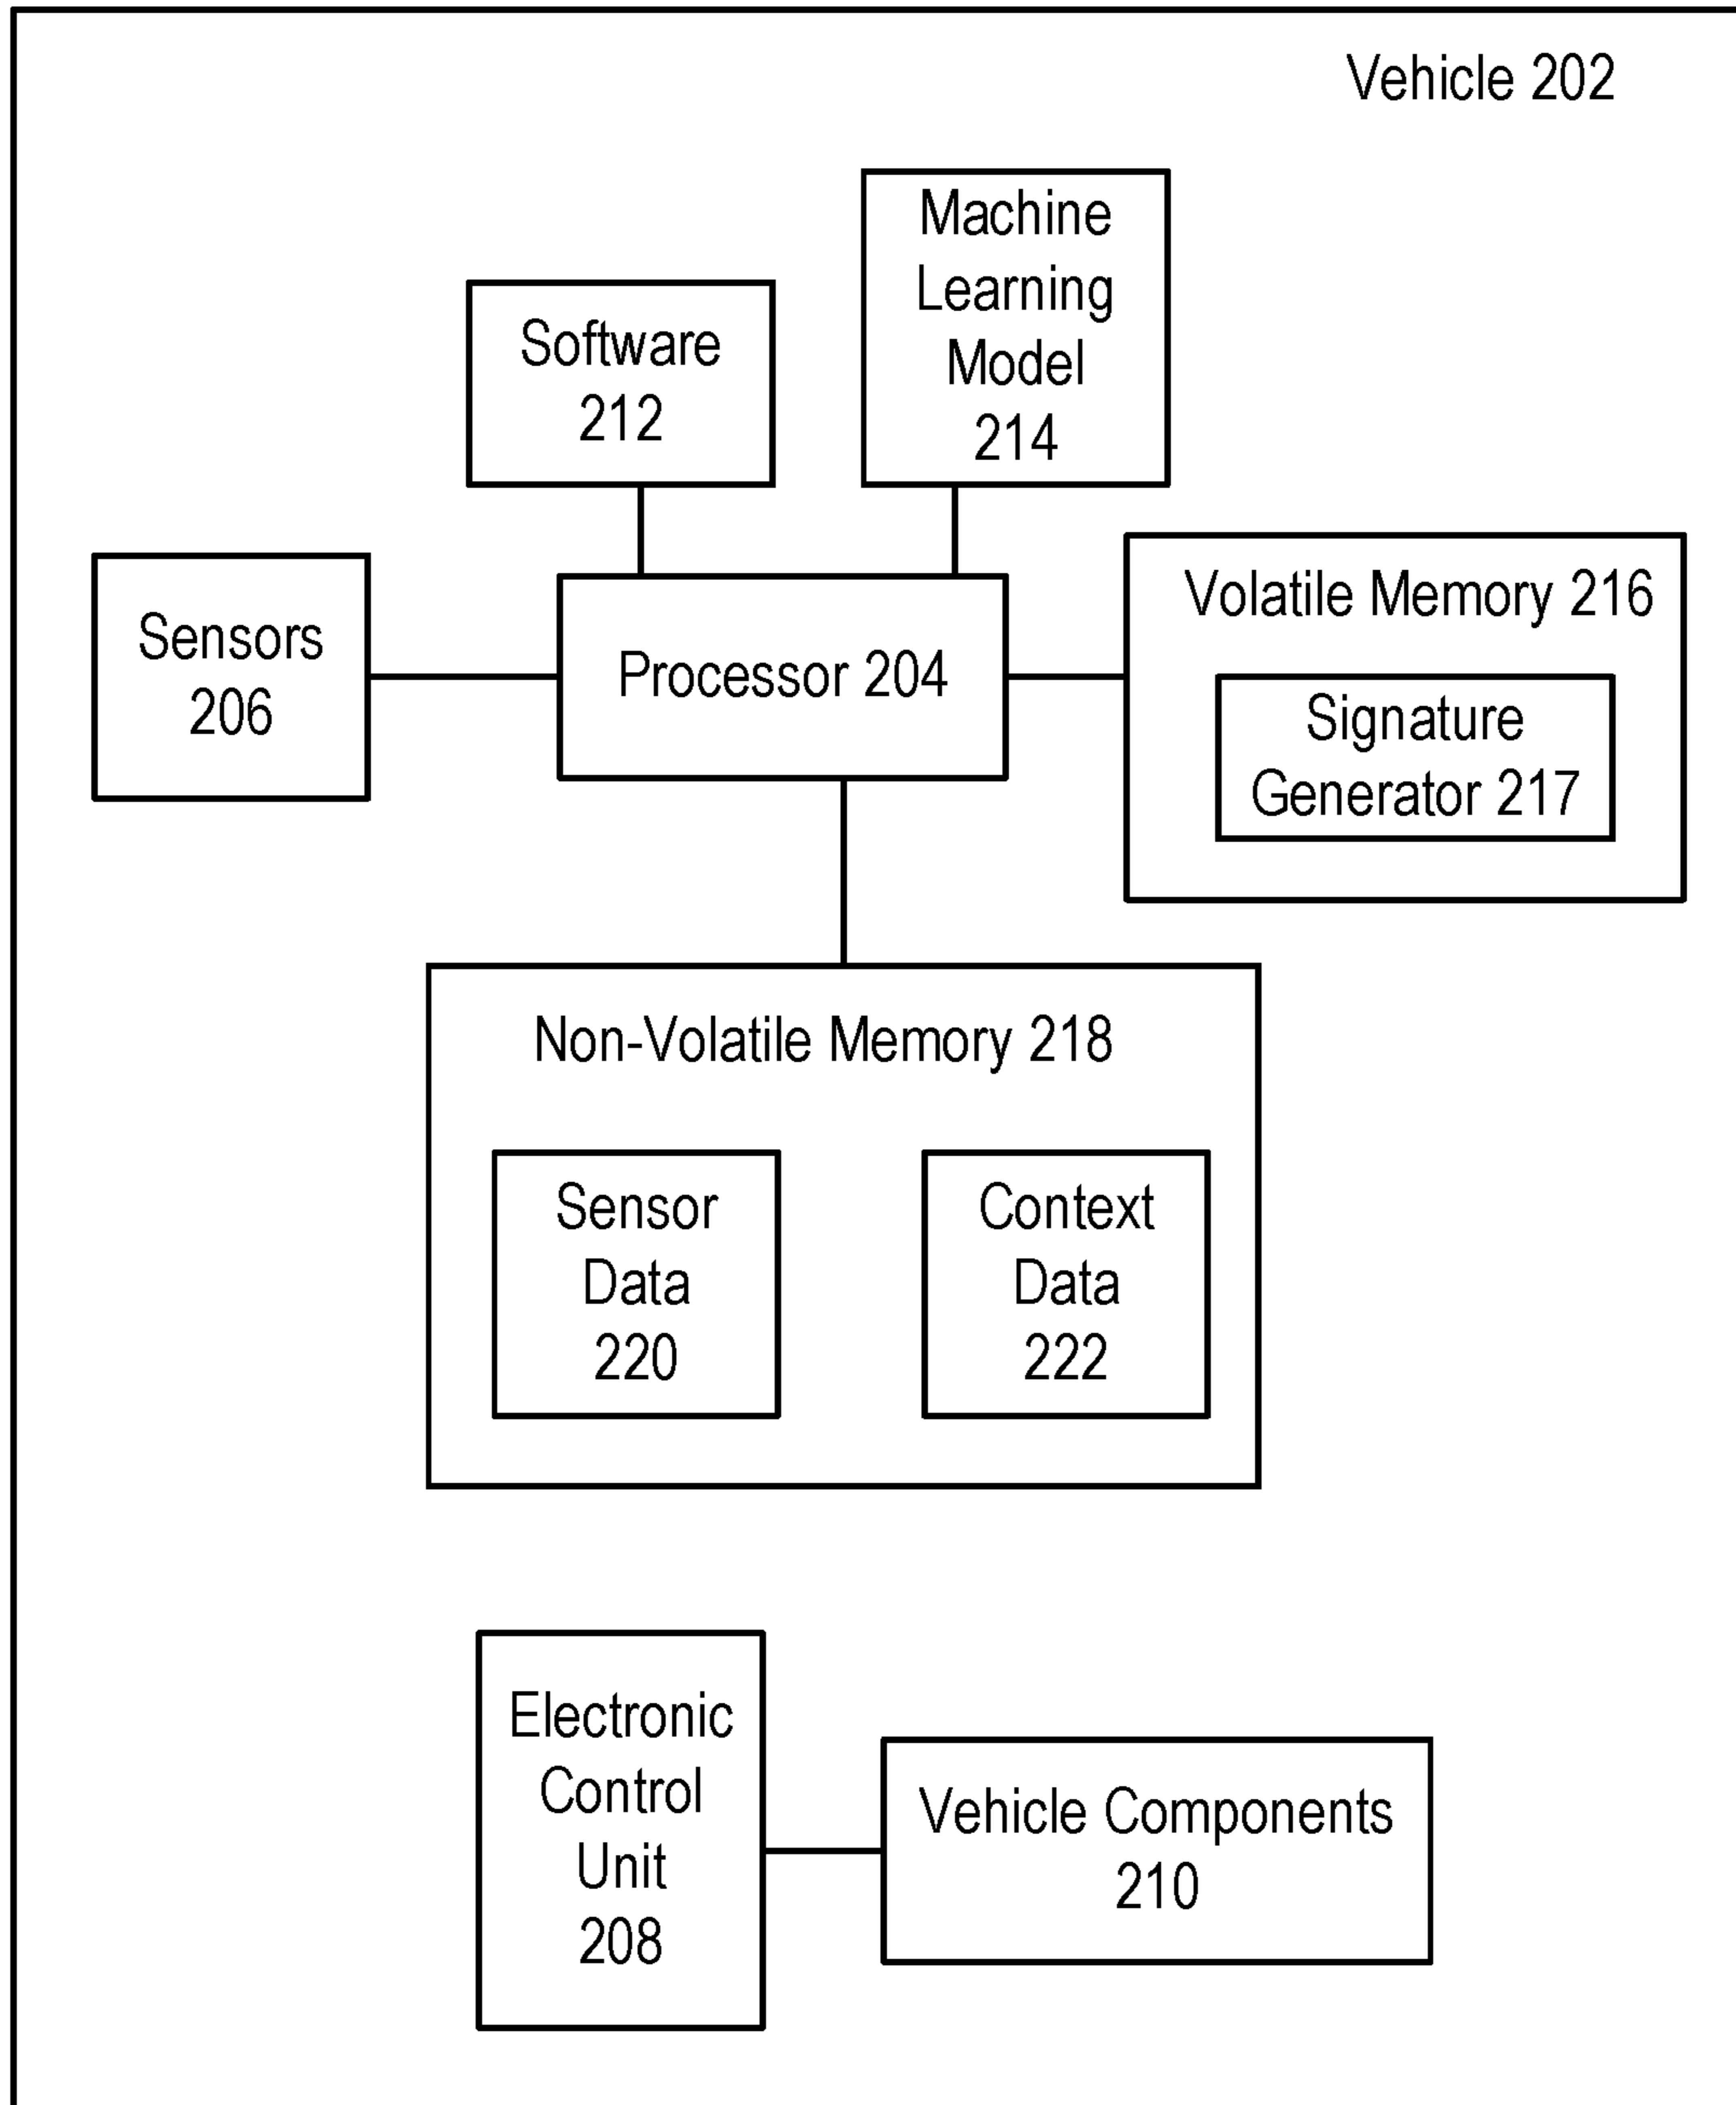 Vehicle 202
Machine
Learning
Model
214
Software
212
Sensors
206
Processor 204
Volatile Memory 216
Signature
Generator 217
Non-Volatile Memory 218
Sensor
Data
220
Context
Data
222
Electronic
Control
Unit
208
Vehicle Components
210